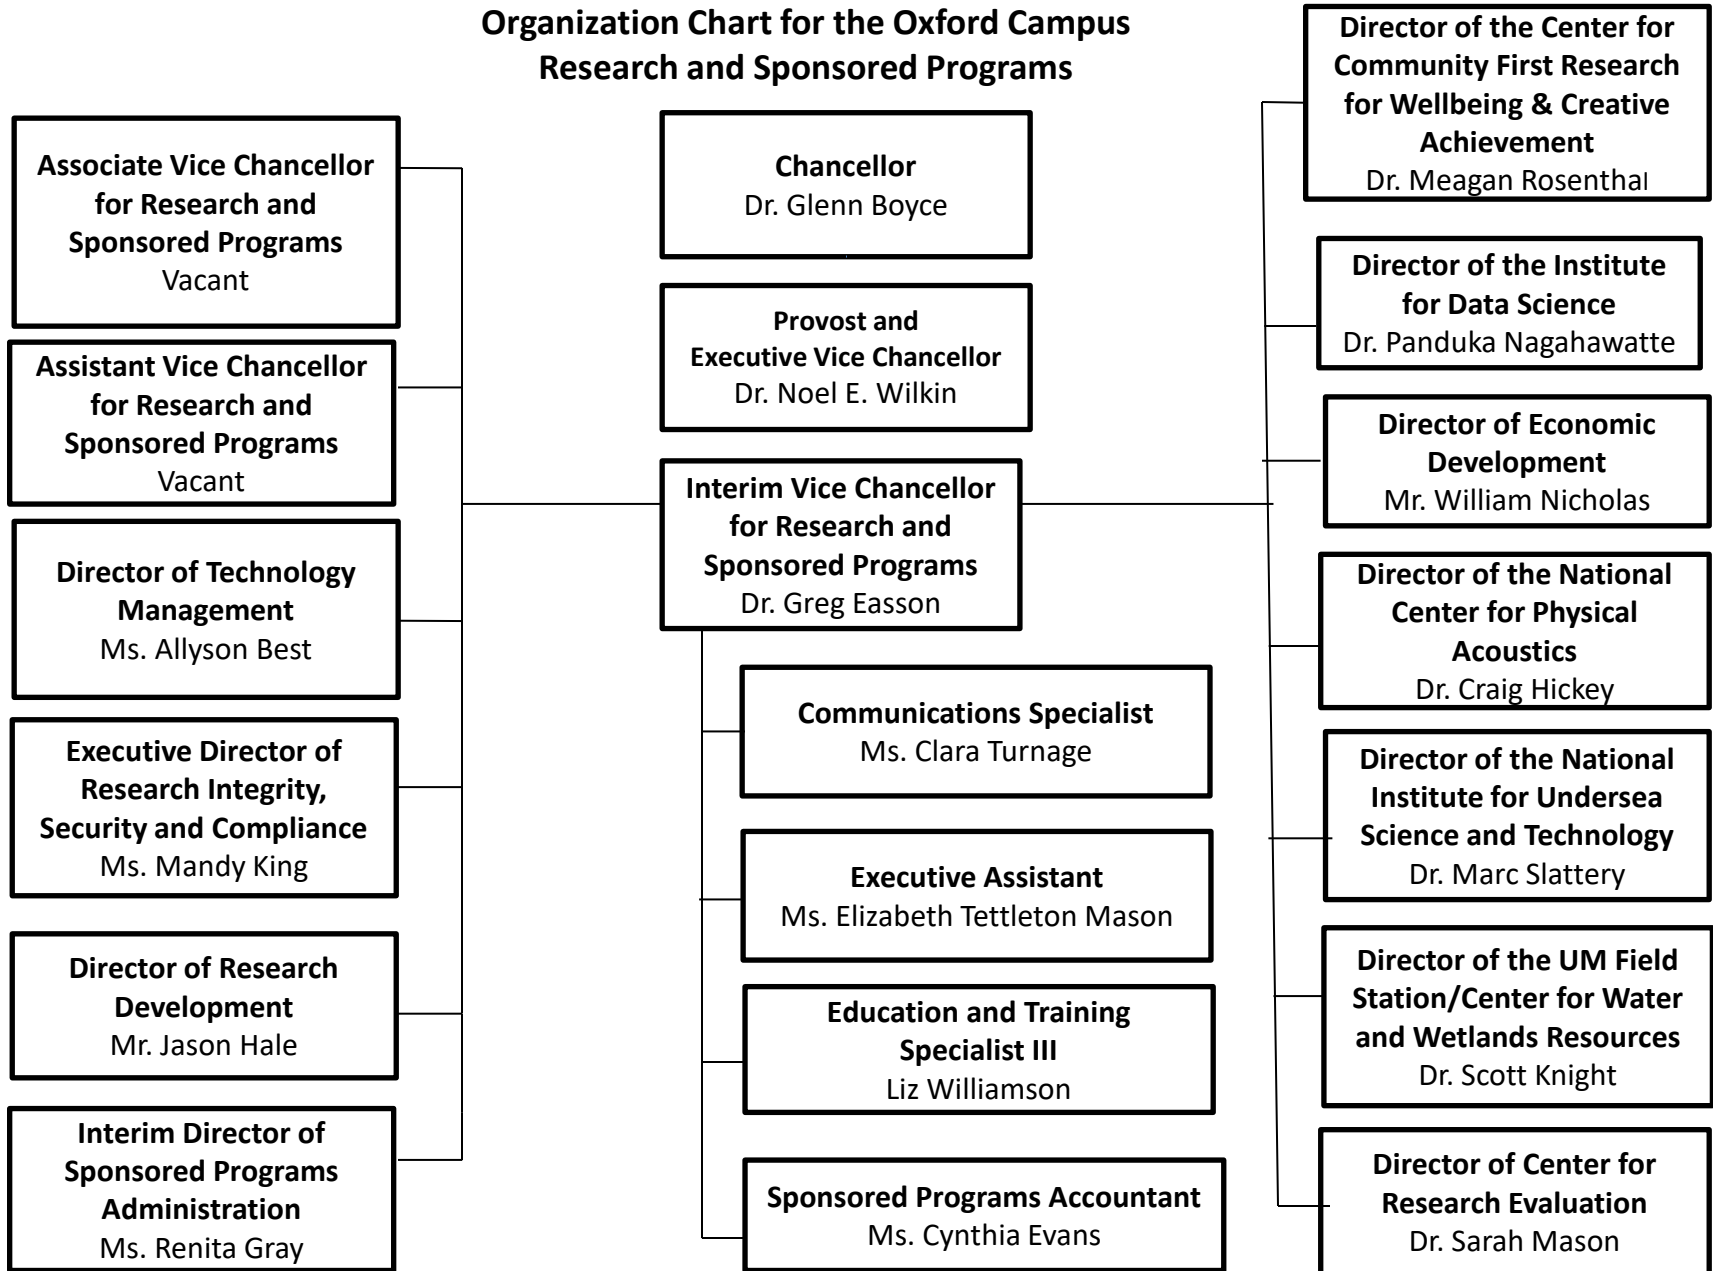 Organization Chart for the Oxford Campus
Research and Sponsored Programs
Associate Vice Chancellor
for Research and
Sponsored Programs
Vacant
Assistant Vice Chancellor
for Research and
Sponsored Programs
Vacant
Director of Technology
Management
Ms. Allyson Best
Executive Director of
Research Integrity,
Security and Compliance
Ms. Mandy King
Director of Research
Development
Mr. Jason Hale
Interim Director of
Sponsored Programs
Administration
Ms. Renita Gray
Chancellor
Dr. Glenn Boyce
Provost and
Executive Vice Chancellor
Dr. Noel E. Wilkin
Interim Vice Chancellor
for Research and
Sponsored Programs
Dr. Greg Easson
Communications Specialist
Ms. Clara Turnage
Executive Assistant
Ms. Elizabeth Tettleton Mason
Education and Training
Specialist III
Liz Williamson
Sponsored Programs Accountant
Ms. Cynthia Evans
Director of the Center for
Community First Research
for Wellbeing & Creative
Achievement
Dr. Meagan Rosenthal
Director of the Institute
for Data Science
Dr. Panduka Nagahawatte
Director of Economic
Development
Mr. William Nicholas
Director of the National
Center for Physical
Acoustics
Dr. Craig Hickey
Director of the National
Institute for Undersea
Science and Technology
Dr. Marc Slattery
Director of the UM Field
Station/Center for Water
and Wetlands Resources
Dr. Scott Knight
Director of Center for
Research Evaluation
Dr. Sarah Mason